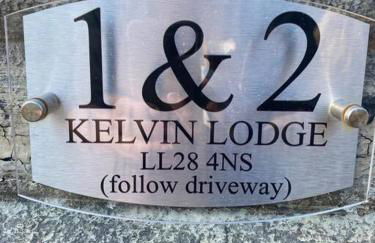 1 & 2
KELVIN LODGE
LL28 4NS
(follow driveway)